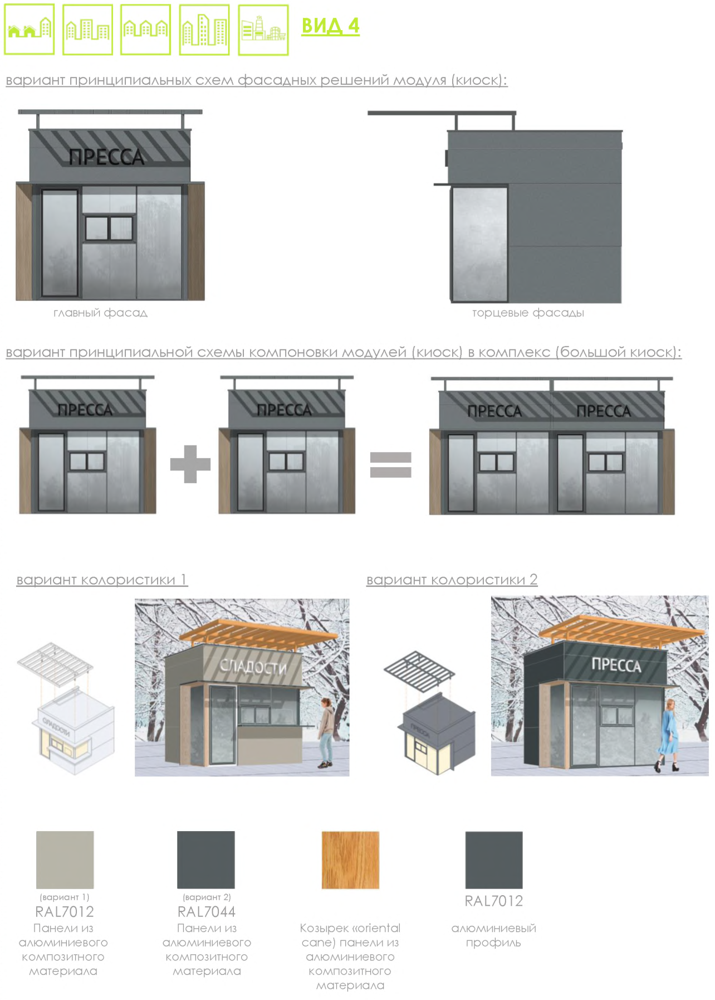 ВИД 4
вариант принципиальных схем фасадных решений модуля (киоск):
ПРЕССА
главный фасад
торцевые фасады
вариант принципиальной схемы компоновки модулей (киоск) в комплекс (большой киоск):
ПРЕССА
ПРЕССА
ПРЕССА
ПРЕССА
вариант колористики 1
вариант колористики 2
СЛАДОСТИ
СЛАДОСТИ
ПРЕССА
ПРЕССА
(вариант 1)
RAL7012
Панели из
алюминиевого
композитного
материала
(вариант 2)
RAL7044
Панели из
алюминиевого
композитного
материала
Козырек «oriental
cane) панели из
алюминиевого
композитного
материала
RAL7012
алюминиевый
профиль